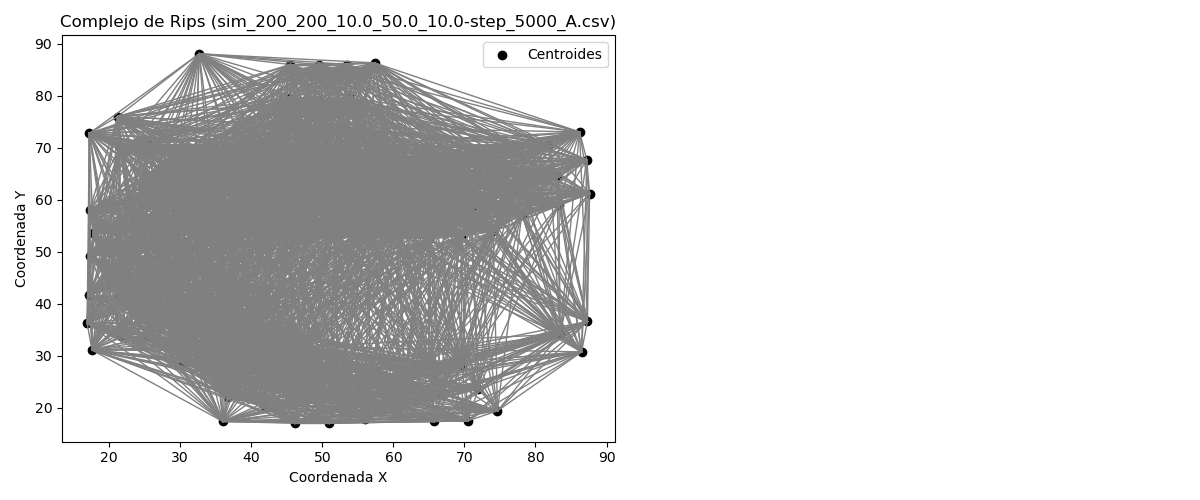 Complejo de Rips (sim_200_200_10.0_50.0_10.0-step_5000_A.csv)
Centroides
90
80
70
60
50
40
30
20
Coordenada Y
20 30 40 50 60 70 80 90
Coordenada X